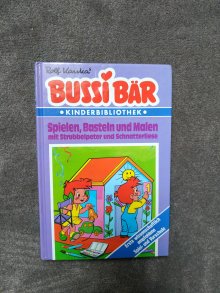 Rolf Kauka's
BUSSI BÄR
• KINDERBIBLIOTHEK •
Spielen, Basteln und Malen
mit Strubbelpeter und Schnatterliese